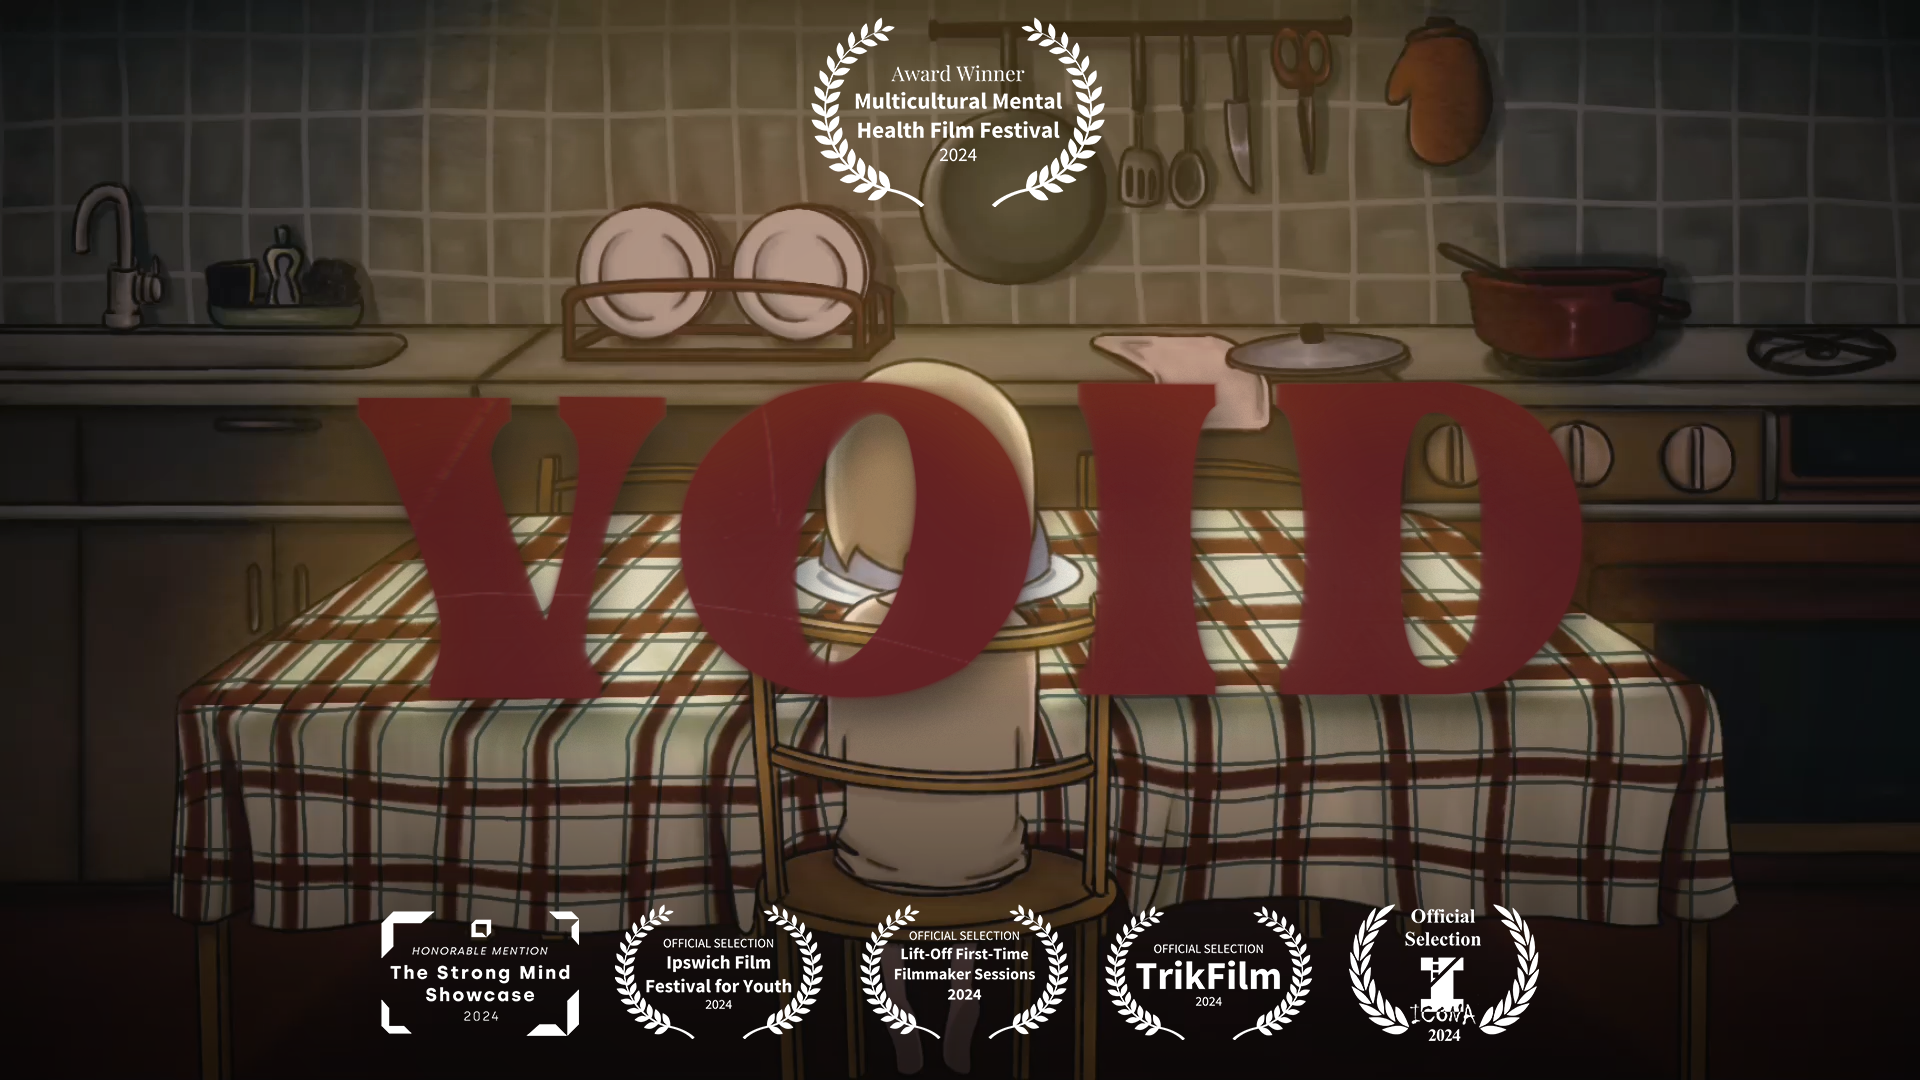 Award Winner
Multicultural Mental
Health Film Festival
2024
VOID
HONORABLE MENTION
The Strong Mind
Showcase
2024
OFFICIAL SELECTION
Ipswich Film
Festival for Youth
2024
OFFICIAL SELECTION
Lift-Off First-Time
Filmmaker Sessions
2024
OFFICIAL SELECTION
TrikFilm
2024
Official
Selection
ICONA
2024